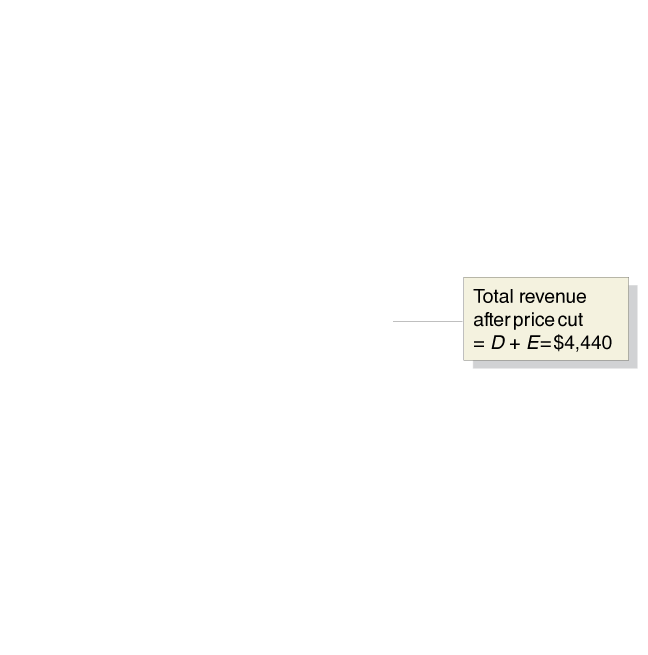 Total revenue
after price cut
= D + E=$4,440